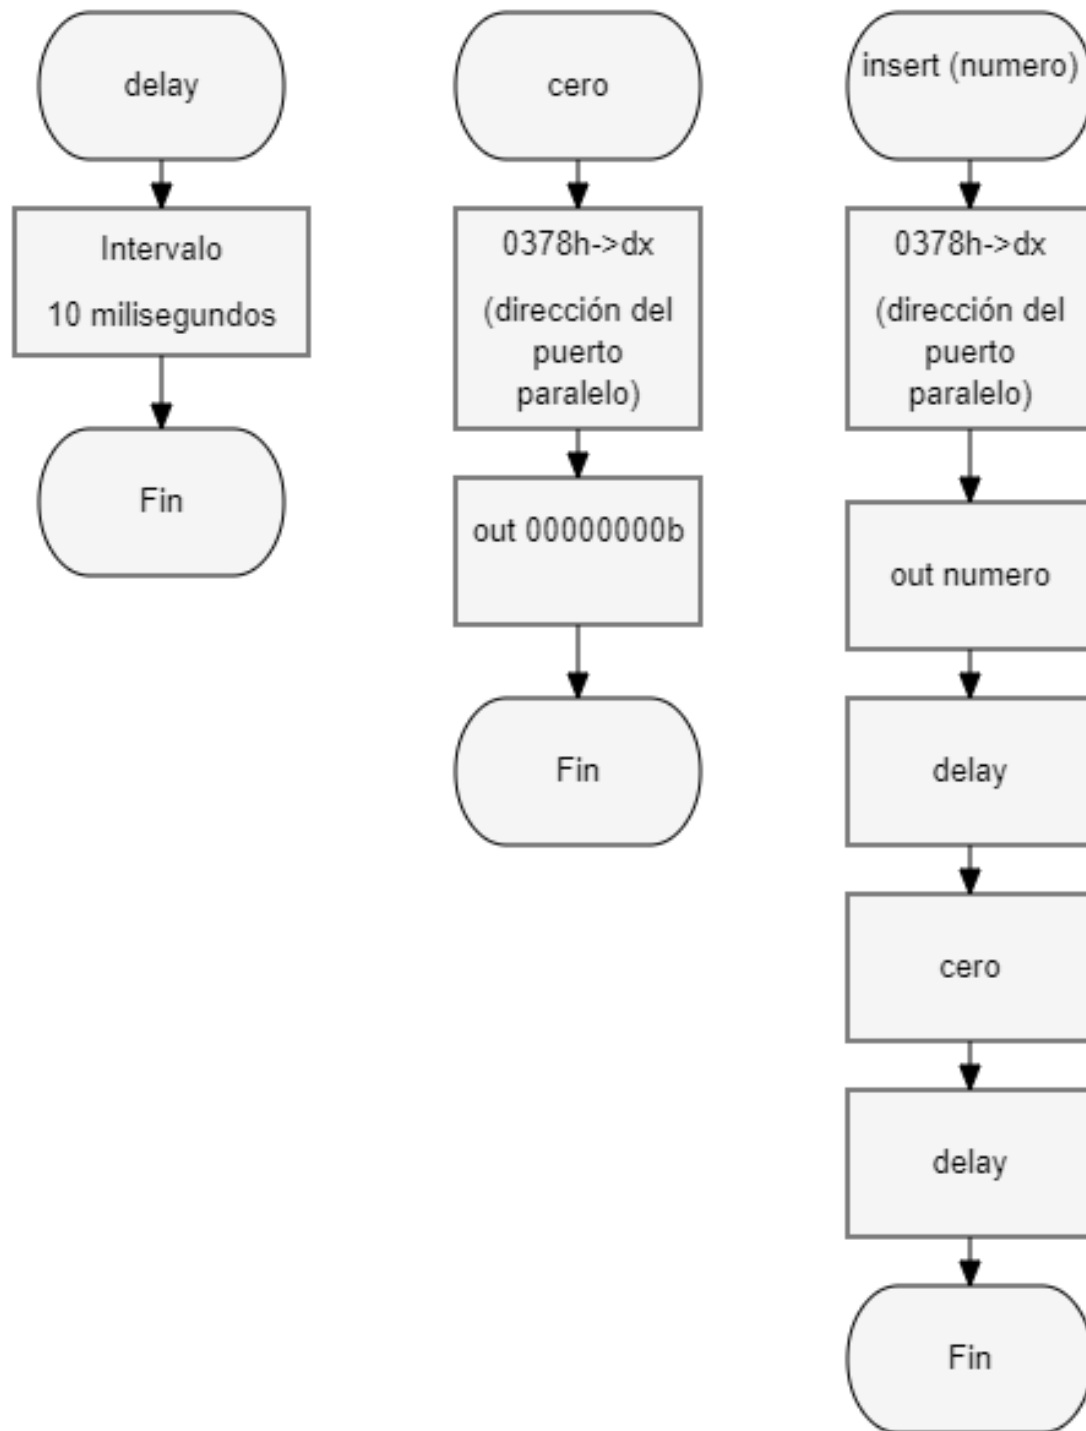 delay
Intervalo
10 milisegundos
Fin
cero
0378h->dx
(dirección del
puerto
paralelo)
out 00000000b
Fin
insert (numero)
0378h->dx
(dirección del
puerto
paralelo)
out numero
delay
cero
delay
Fin